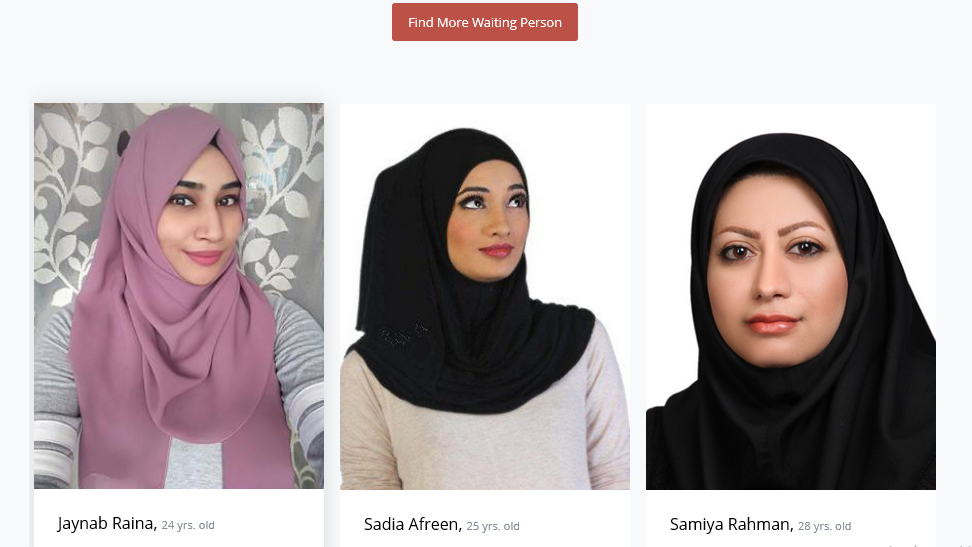 Find More Waiting Person
Jaynab Raina, 24 yrs. old
Sadia Afreen, 25 yrs. old
Samiya Rahman, 28 yrs. old